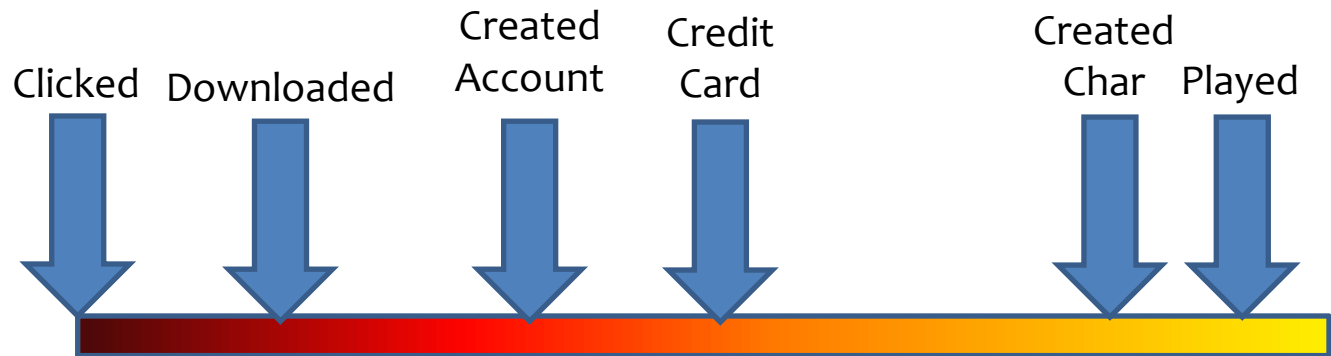 Clicked
Downloaded
Created
Account
Credit
Card
Created
Char
Played